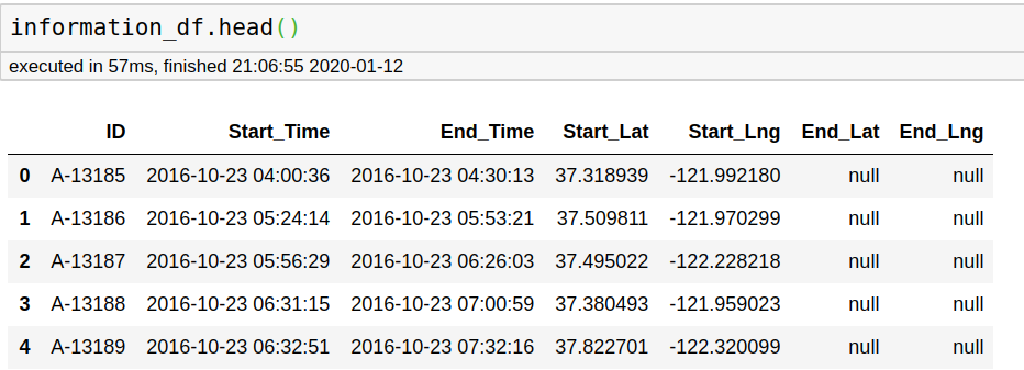 information_df.head()
executed in 57ms, finished 21:06:55 2020-01-12
ID Start_Time End_Time Start_Lat Start_Lng End_Lat End_Lng
0 A-13185 2016-10-23 04:00:36 2016-10-23 04:30:13 37.318939 -121.992180 null null
1 A-13186 2016-10-23 05:24:14 2016-10-23 05:53:21 37.509811 -121.970299 null null
2 A-13187 2016-10-23 05:56:29 2016-10-23 06:26:03 37.495022 -122.228218 null null
3 A-13188 2016-10-23 06:31:15 2016-10-23 07:00:59 37.380493 -121.959023 null null
4 A-13189 2016-10-23 06:32:51 2016-10-23 07:32:16 37.822701 -122.320099 null null